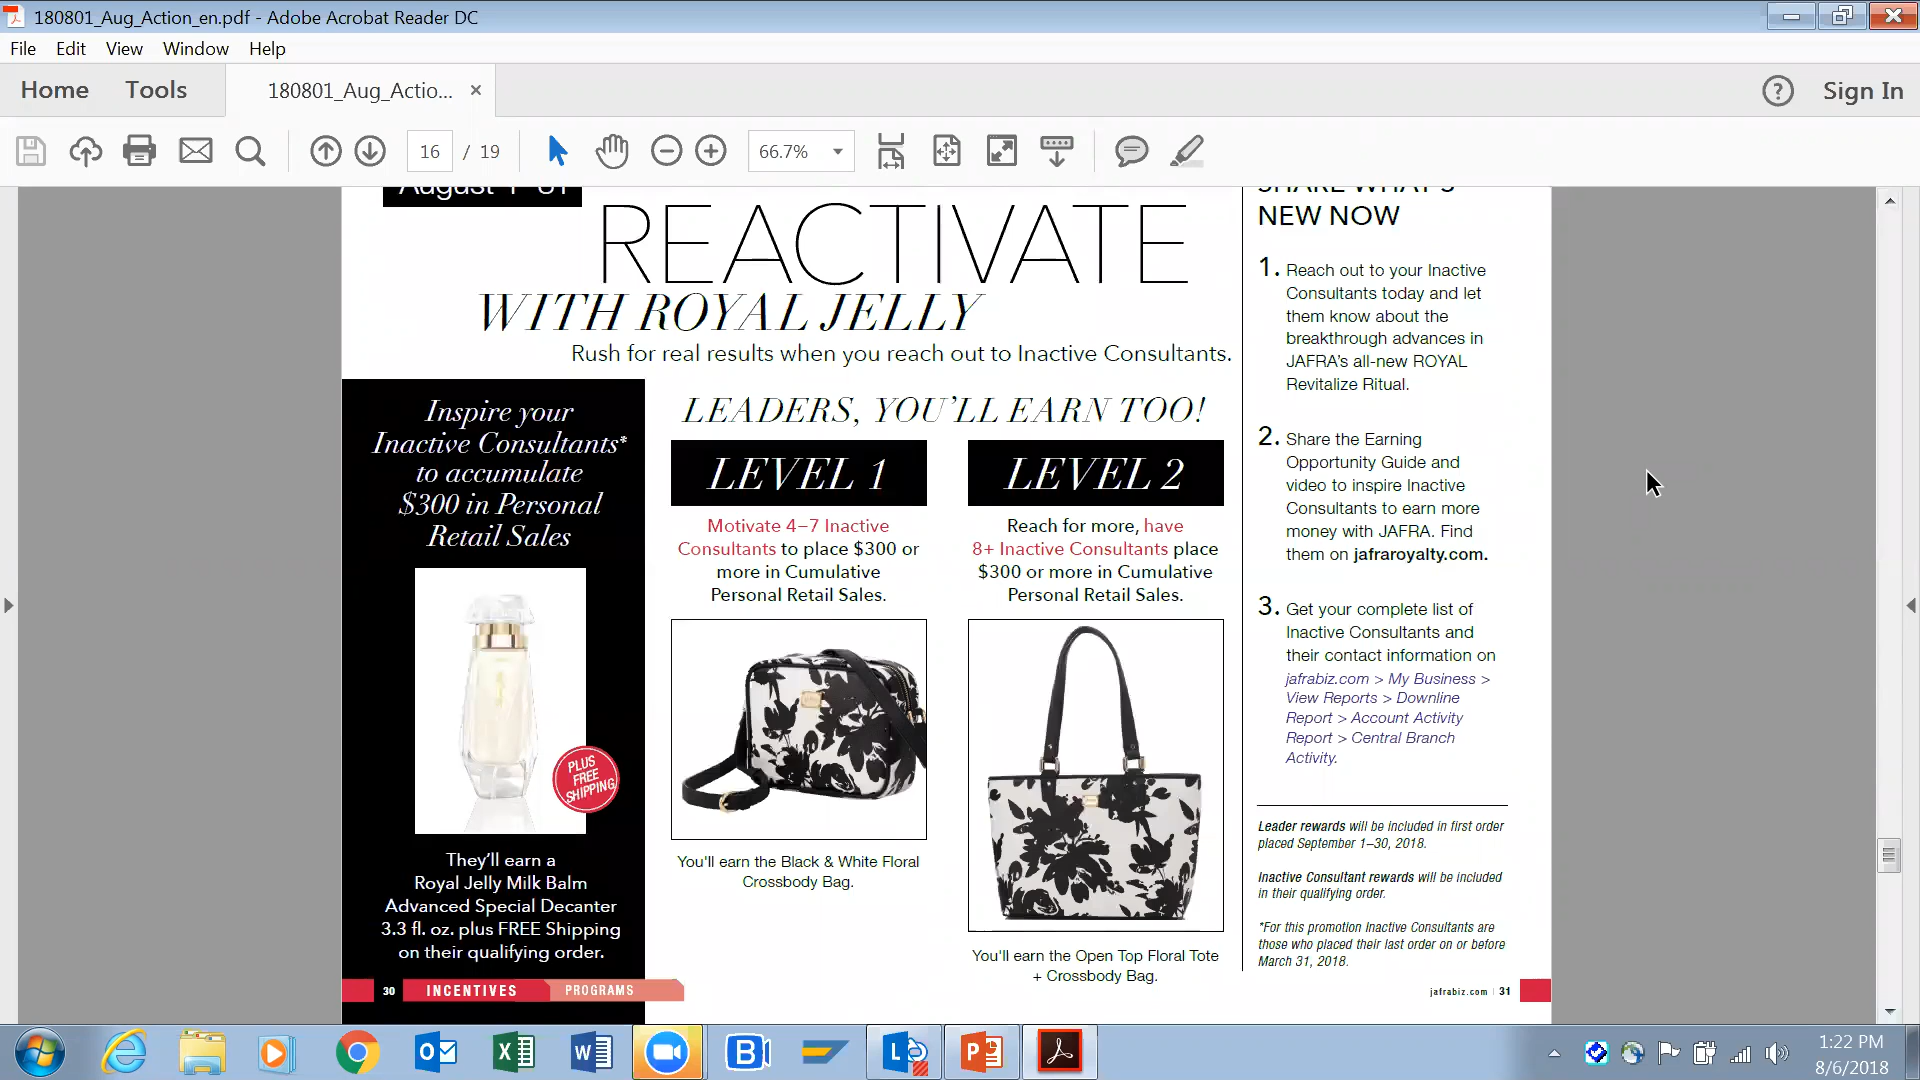 180801_Aug_Action_en.pdf - Adobe Acrobat Reader DC
File Edit View Window Help
Home Tools 180801_Aug_Actio... × ? Sign In
16 / 19 66.7%
August 1–31
REACTIVATE
WITH ROYAL JELLY
Rush for real results when you reach out to Inactive Consultants.
Inspire your
Inactive Consultants*
to accumulate
$300 in Personal
Retail Sales
PLUS
FREE
SHIPPING
They'll earn a
Royal Jelly Milk Balm
Advanced Special Decanter
3.3 fl. oz. plus FREE Shipping
on their qualifying order.
LEADERS, YOU'LL EARN TOO!
LEVEL 1
Motivate 4–7 Inactive
Consultants to place $300 or
more in Cumulative
Personal Retail Sales.
You'll earn the Black & White Floral
Crossbody Bag.
LEVEL 2
Reach for more, have
8+ Inactive Consultants place
$300 or more in Cumulative
Personal Retail Sales.
You'll earn the Open Top Floral Tote
+ Crossbody Bag.
SHARE WHAT'S
NEW NOW
1. Reach out to your Inactive
Consultants today and let
them know about the
breakthrough advances in
JAFRA's all-new ROYAL
Revitalize Ritual.
2. Share the Earning
Opportunity Guide and
video to inspire Inactive
Consultants to earn more
money with JAFRA. Find
them on jafraroyalty.com.
3. Get your complete list of
Inactive Consultants and
their contact information on
jafrabiz.com > My Business >
View Reports > Downline
Report > Account Activity
Report > Central Branch
Activity.
Leader rewards will be included in first order
placed September 1–30, 2018.
Inactive Consultant rewards will be included
in their qualifying order.
*For this promotion Inactive Consultants are
those who placed their last order on or before
March 31, 2018.
30 INCENTIVES PROGRAMS
jafrabiz.com | 31
1:22 PM
8/6/2018